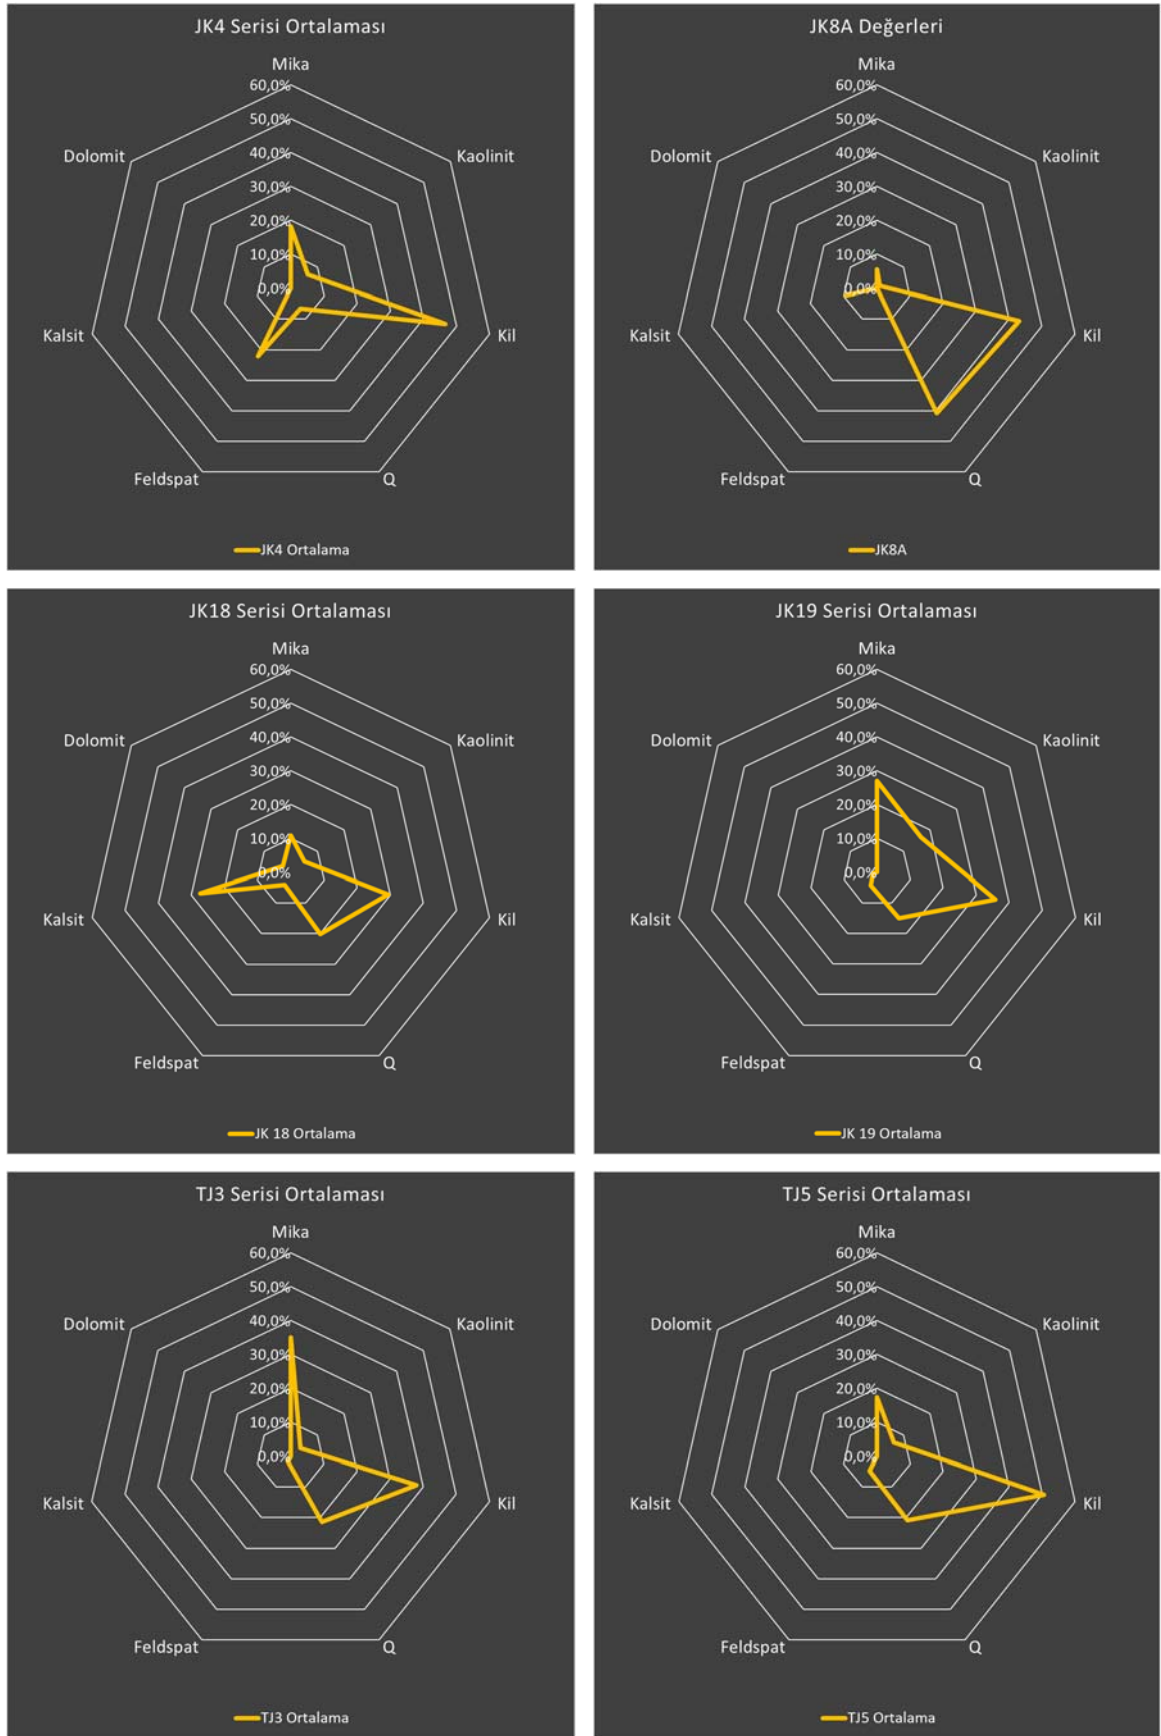 JK4 Serisi Ortalaması
Mika
60,0%
50,0%
40,0%
30,0%
20,0%
10,0%
0,0%
Kaolinit
Kil
Q
Feldspat
Kalsit
Dolomit
JK4 Ortalama
JK8A Değerleri
Mika
60,0%
50,0%
40,0%
30,0%
20,0%
10,0%
0,0%
Kaolinit
Kil
Q
Feldspat
Kalsit
Dolomit
JK8A
JK18 Serisi Ortalaması
Mika
60,0%
50,0%
40,0%
30,0%
20,0%
10,0%
0,0%
Kaolinit
Kil
Q
Feldspat
Kalsit
Dolomit
JK 18 Ortalama
JK19 Serisi Ortalaması
Mika
60,0%
50,0%
40,0%
30,0%
20,0%
10,0%
0,0%
Kaolinit
Kil
Q
Feldspat
Kalsit
Dolomit
JK 19 Ortalama
TJ3 Serisi Ortalaması
Mika
60,0%
50,0%
40,0%
30,0%
20,0%
10,0%
0,0%
Kaolinit
Kil
Q
Feldspat
Kalsit
Dolomit
TJ3 Ortalama
TJ5 Serisi Ortalaması
Mika
60,0%
50,0%
40,0%
30,0%
20,0%
10,0%
0,0%
Kaolinit
Kil
Q
Feldspat
Kalsit
Dolomit
TJ5 Ortalama